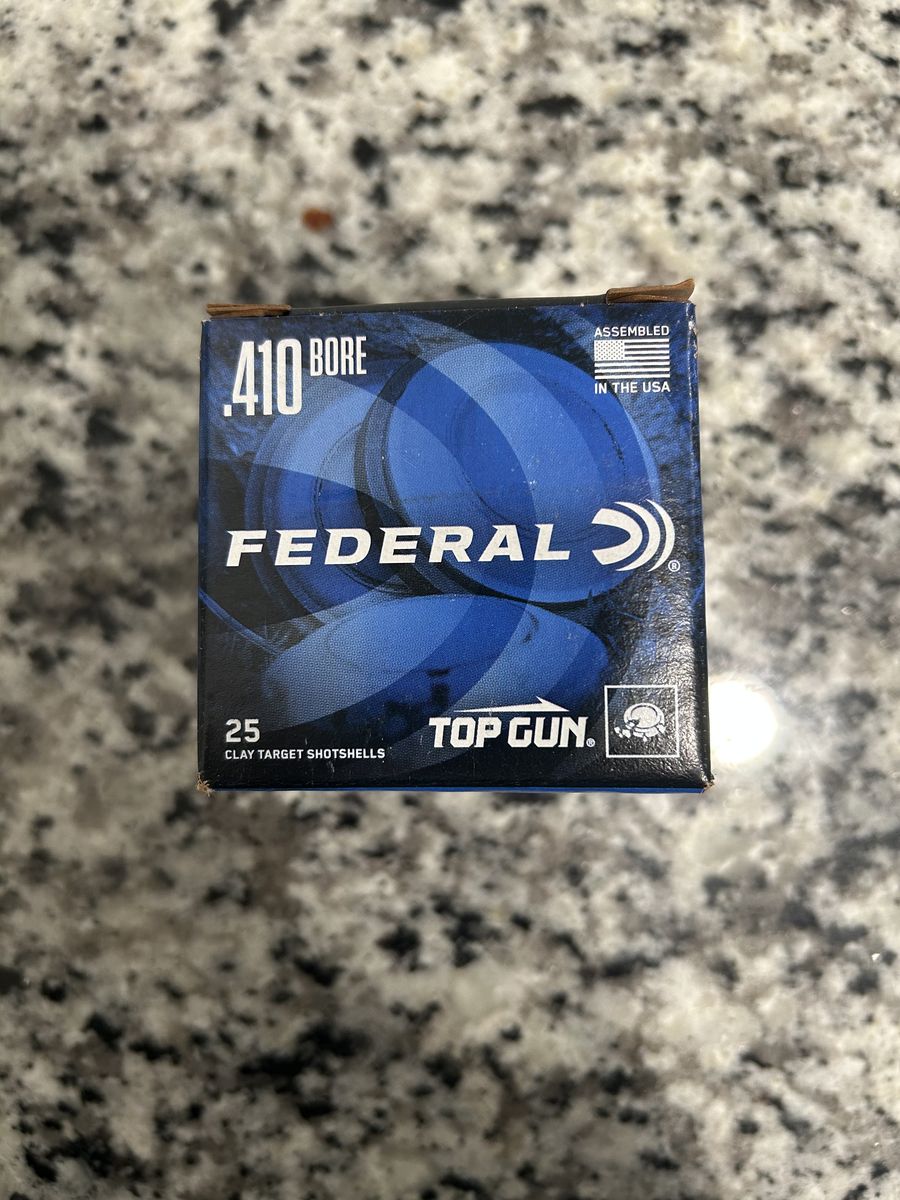 .410 BORE
ASSEMBLED
IN THE USA
FEDERAL®
25
CLAY TARGET SHOTSHELLS
TOP GUN®